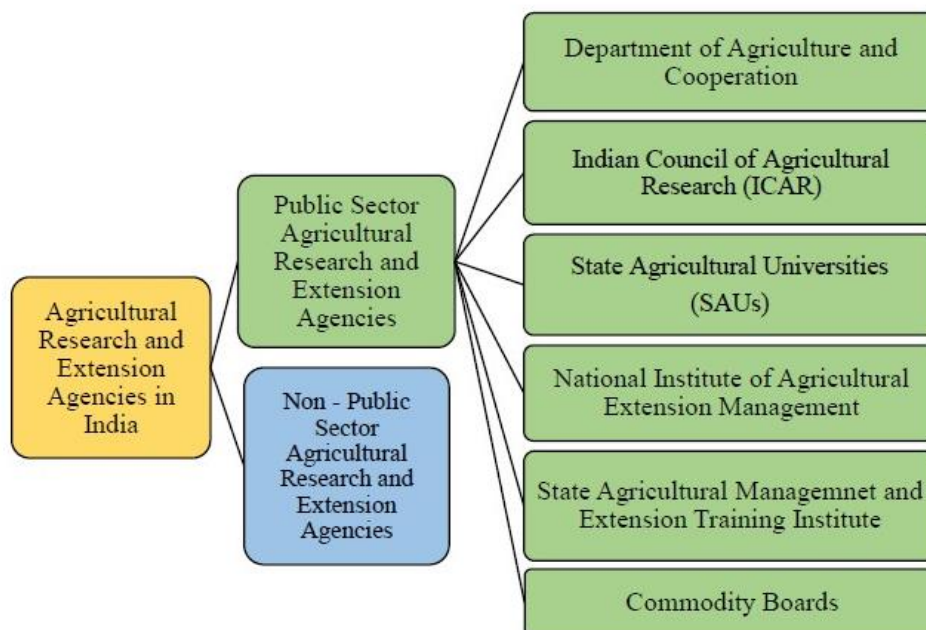 Agricultural
Research and
Extension
Agencies in
India
Public Sector
Agricultural
Research and
Extension
Agencies
Non - Public
Sector
Agricultural
Research and
Extension
Agencies
Department of Agriculture and
Cooperation
Indian Council of Agricultural
Research (ICAR)
State Agricultural Universities
(SAUs)
National Institute of Agricultural
Extension Management
State Agricultural Managemnet and
Extension Training Institute
Commodity Boards